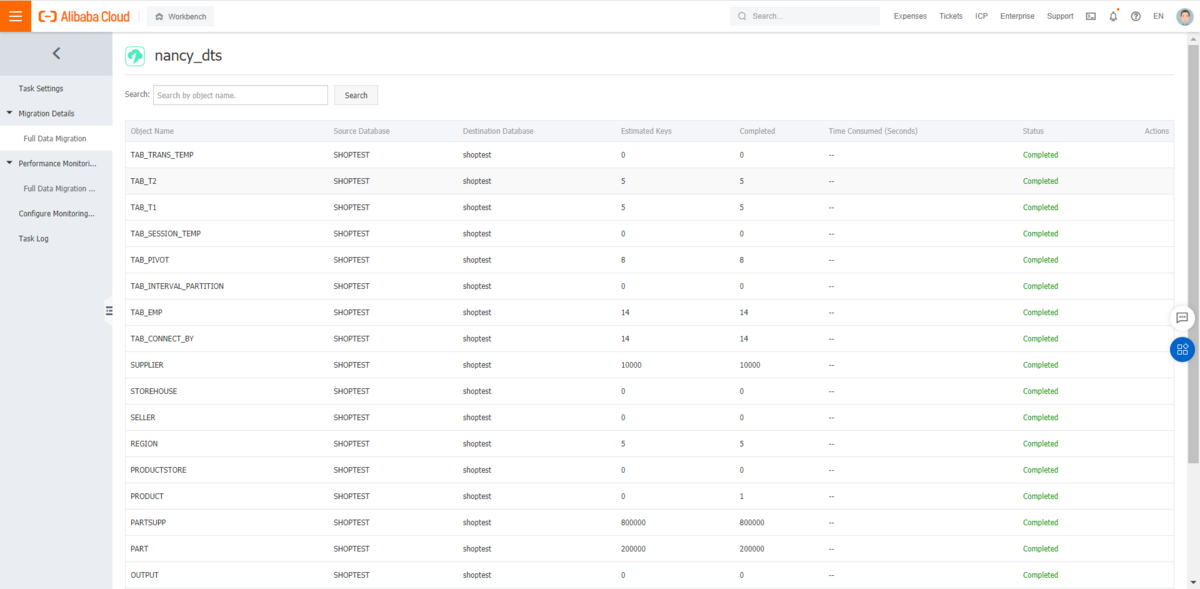 Alibaba Cloud Workbench Search... Expenses Tickets ICP Enterprise Support EN
nancy_dts
Task Settings
Migration Details
Full Data Migration
Performance Monitori...
Full Data Migration ...
Configure Monitoring...
Task Log
Search: Search by object name. Search
Object Name Source Database Destination Database Estimated Keys Completed Time Consumed (Seconds) Status Actions
TAB_TRANS_TEMP SHOPTEST shoptest 0 0 -- Completed
TAB_T2 SHOPTEST shoptest 5 5 -- Completed
TAB_T1 SHOPTEST shoptest 5 5 -- Completed
TAB_SESSION_TEMP SHOPTEST shoptest 0 0 -- Completed
TAB_PIVOT SHOPTEST shoptest 8 8 -- Completed
TAB_INTERVAL_PARTITION SHOPTEST shoptest 0 0 -- Completed
TAB_EMP SHOPTEST shoptest 14 14 -- Completed
TAB_CONNECT_BY SHOPTEST shoptest 14 14 -- Completed
SUPPLIER SHOPTEST shoptest 10000 10000 -- Completed
STOREHOUSE SHOPTEST shoptest 0 0 -- Completed
SELLER SHOPTEST shoptest 0 0 -- Completed
REGION SHOPTEST shoptest 5 5 -- Completed
PRODUCTSTORE SHOPTEST shoptest 0 0 -- Completed
PRODUCT SHOPTEST shoptest 0 1 -- Completed
PARTSUPP SHOPTEST shoptest 800000 800000 -- Completed
PART SHOPTEST shoptest 200000 200000 -- Completed
OUTPUT SHOPTEST shoptest 0 0 -- Completed